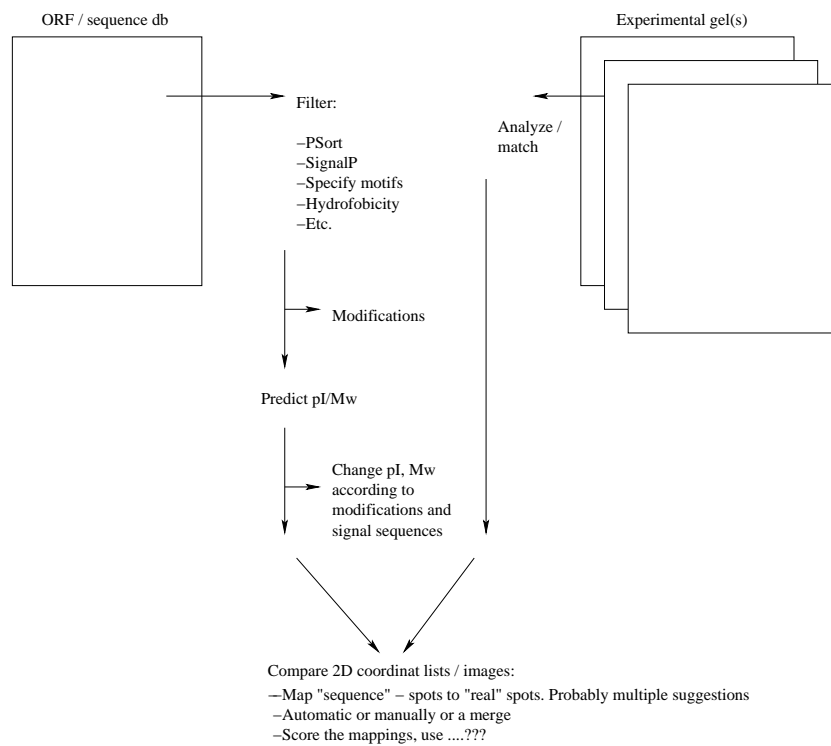 ORF / sequence db
Experimental gel(s)
Filter:
–PSort
–SignalP
–Specify motifs
–Hydrofobicity
–Etc.
Analyze /
match
Modifications
Predict pI/Mw
Change pI, Mw
according to
modifications and
signal sequences
Compare 2D coordinat lists / images:
–Map "sequence" – spots to "real" spots. Probably multiple suggestions
–Automatic or manually or a merge
–Score the mappings, use ....???